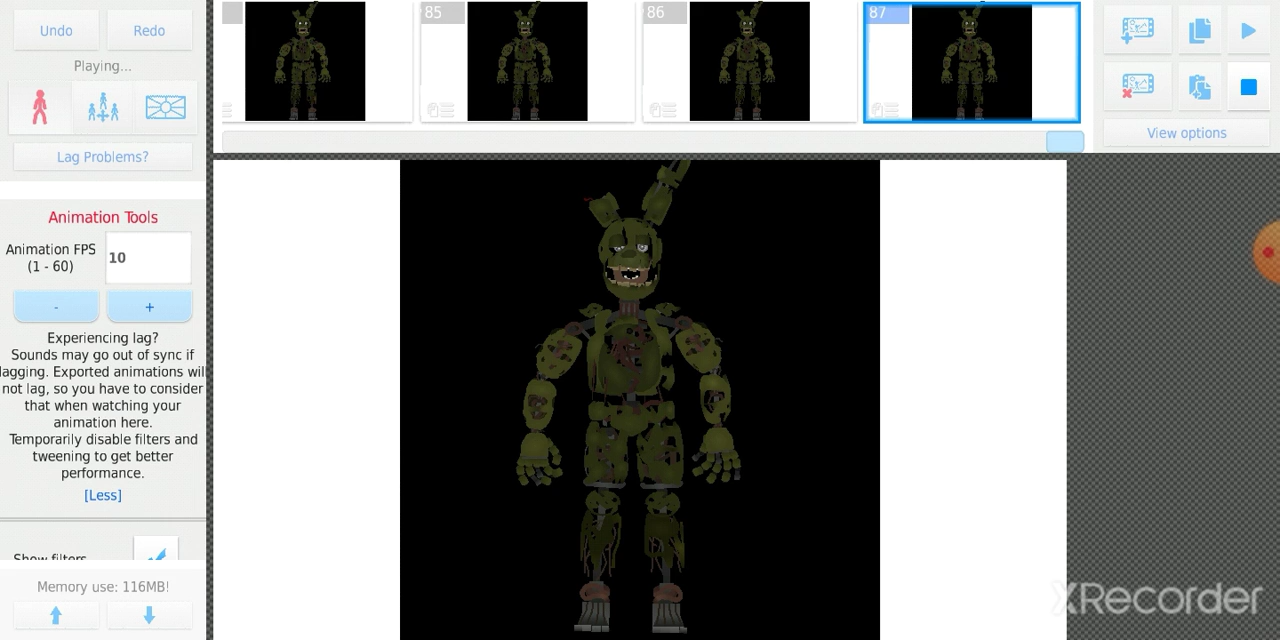 Undo
Redo
Playing...
Lag Problems?
Animation Tools
Animation FPS
(1 - 60)
10
-
+
Experiencing lag?
Sounds may go out of sync if
lagging. Exported animations will
not lag, so you have to consider
that when watching your
animation here.
Temporarily disable filters and
tweening to get better
performance.
[Less]
Show filters
Memory use: 116MB!
85
86
87
View options
XRecorder